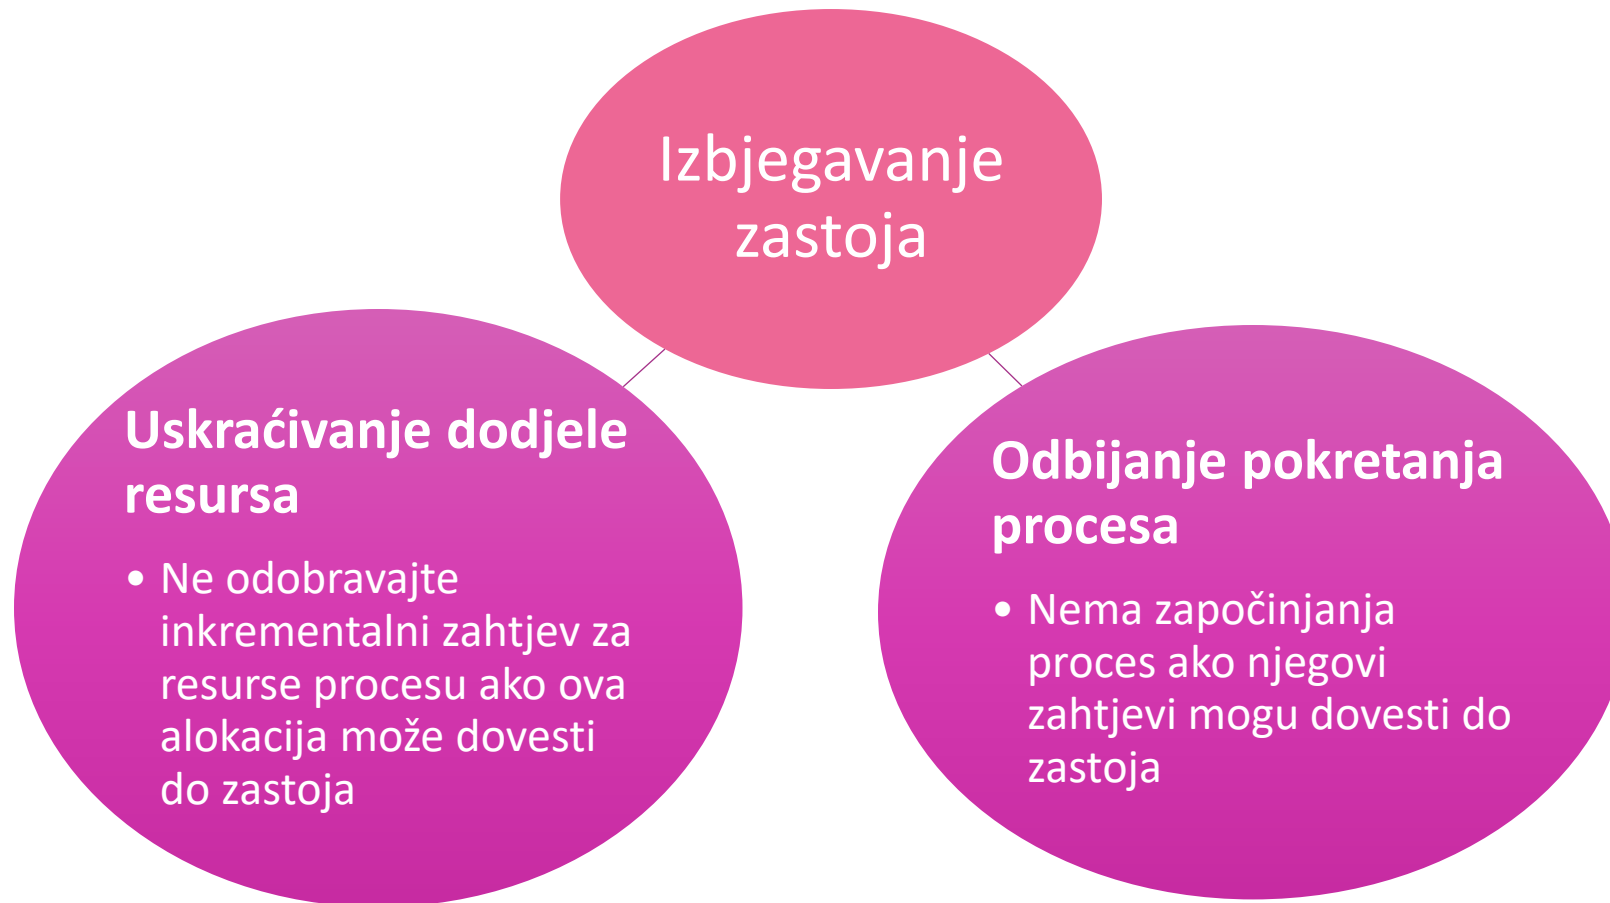 Izbjegavanje
zastoja
Uskraćivanje dodjele
resursa
• Ne odobravajte
inkrementalni zahtjev za
resurse procesu ako ova
alokacija može dovesti
do zastoja
Odbijanje pokretanja
procesa
• Nema započinjanja
proces ako njegovi
zahtjevi mogu dovesti do
zastoja